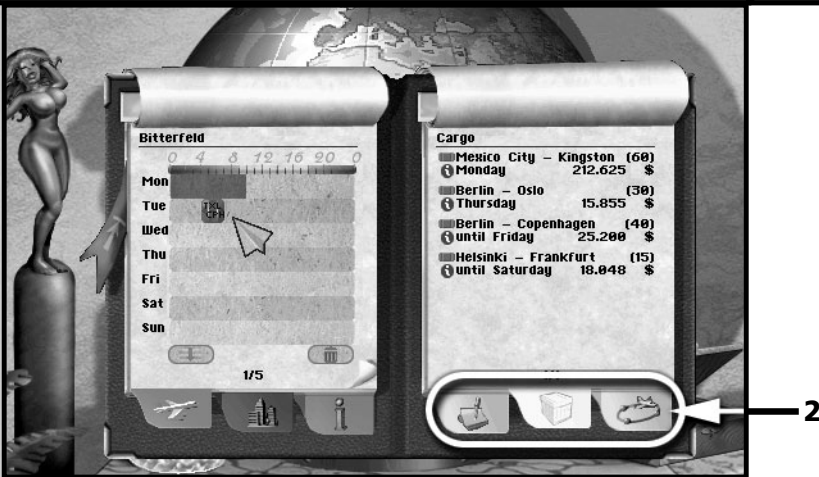 Bitterfeld
0 4 8 12 16 20 0
Mon
Tue
TXL
CPH
Wed
Thu
Fri
Sat
Sun
1/5
Cargo
Mexico City – Kingston (60)
Monday 212.625 $
Berlin – Oslo (30)
Thursday 15.855 $
Berlin – Copenhagen (40)
until Friday 25.200 $
Helsinki – Frankfurt (15)
until Saturday 18.048 $
2